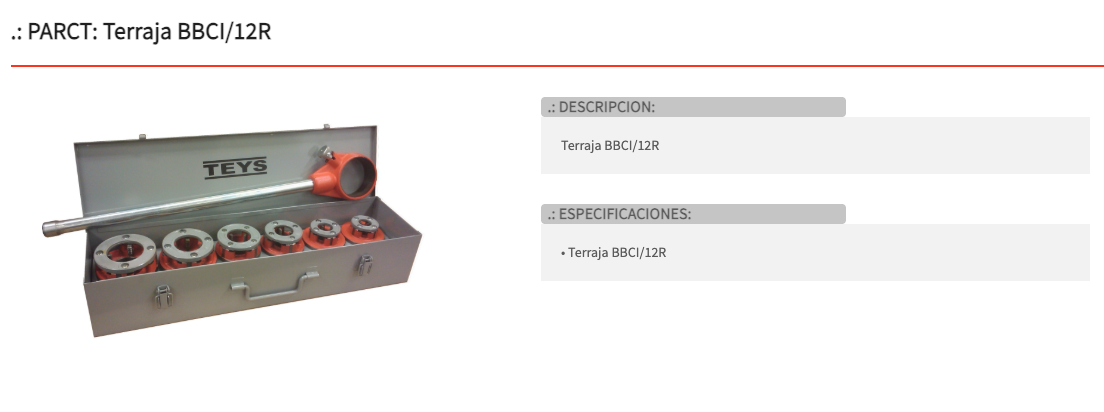 .: PARCT: Terraja BBCI/12R
TEYS
.: DESCRIPCION:
Terraja BBCI/12R
.: ESPECIFICACIONES:
• Terraja BBCI/12R